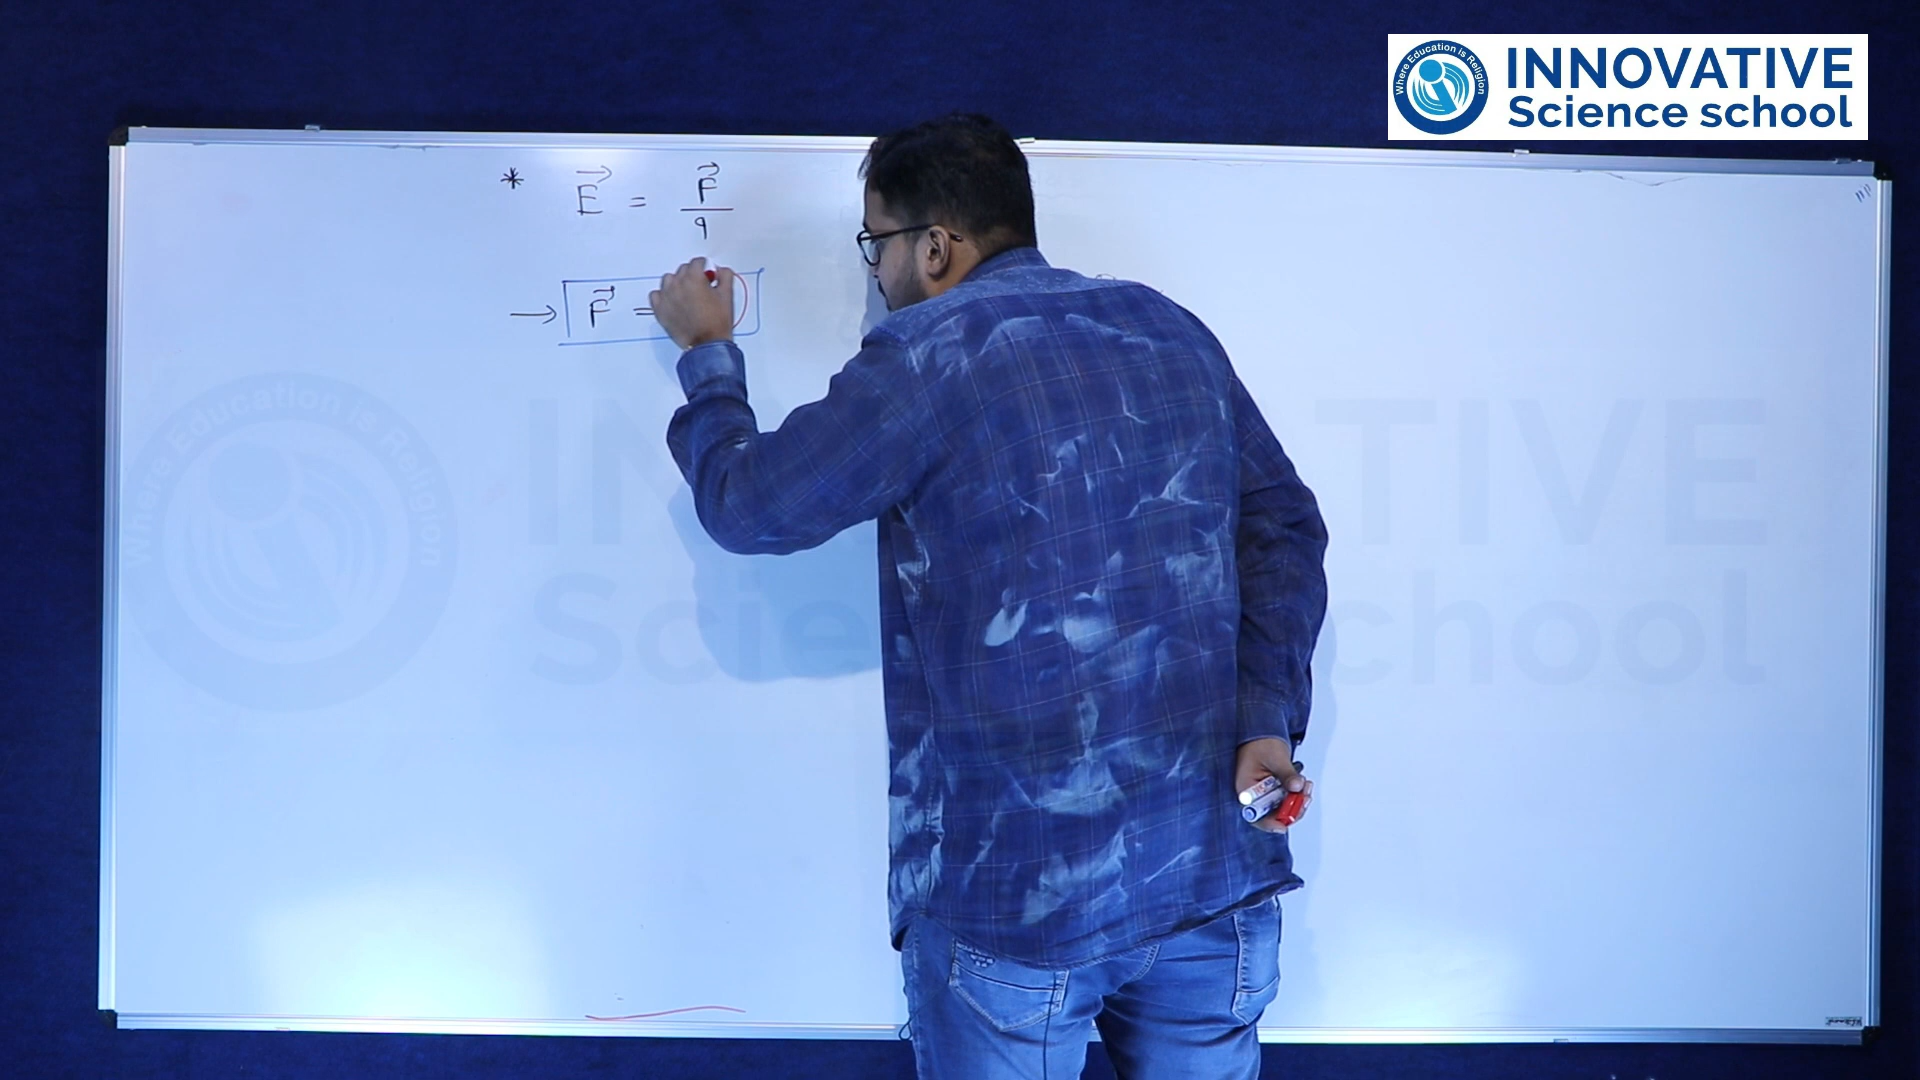 Where Education is Religion
INNOVATIVE
Science school
* E⃗ = F⃗ / q
→ F⃗ =